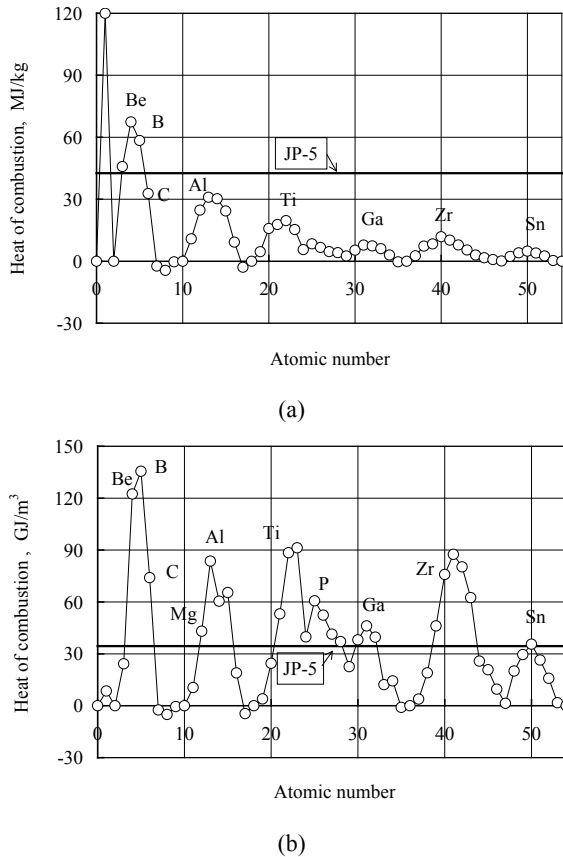 120
90
60
30
0
-30
Heat of combustion, MJ/kg
Be
B
JP-5
C
Al
Ti
Ga
Zr
Sn
0 10 20 30 40 50
Atomic number
(a)
150
120
90
60
30
0
-30
Heat of combustion , GJ/m³
Be
B
Al
Ti
C
P
Mg
Ga
Zr
Sn
JP-5
0 10 20 30 40 50
Atomic number
(b)